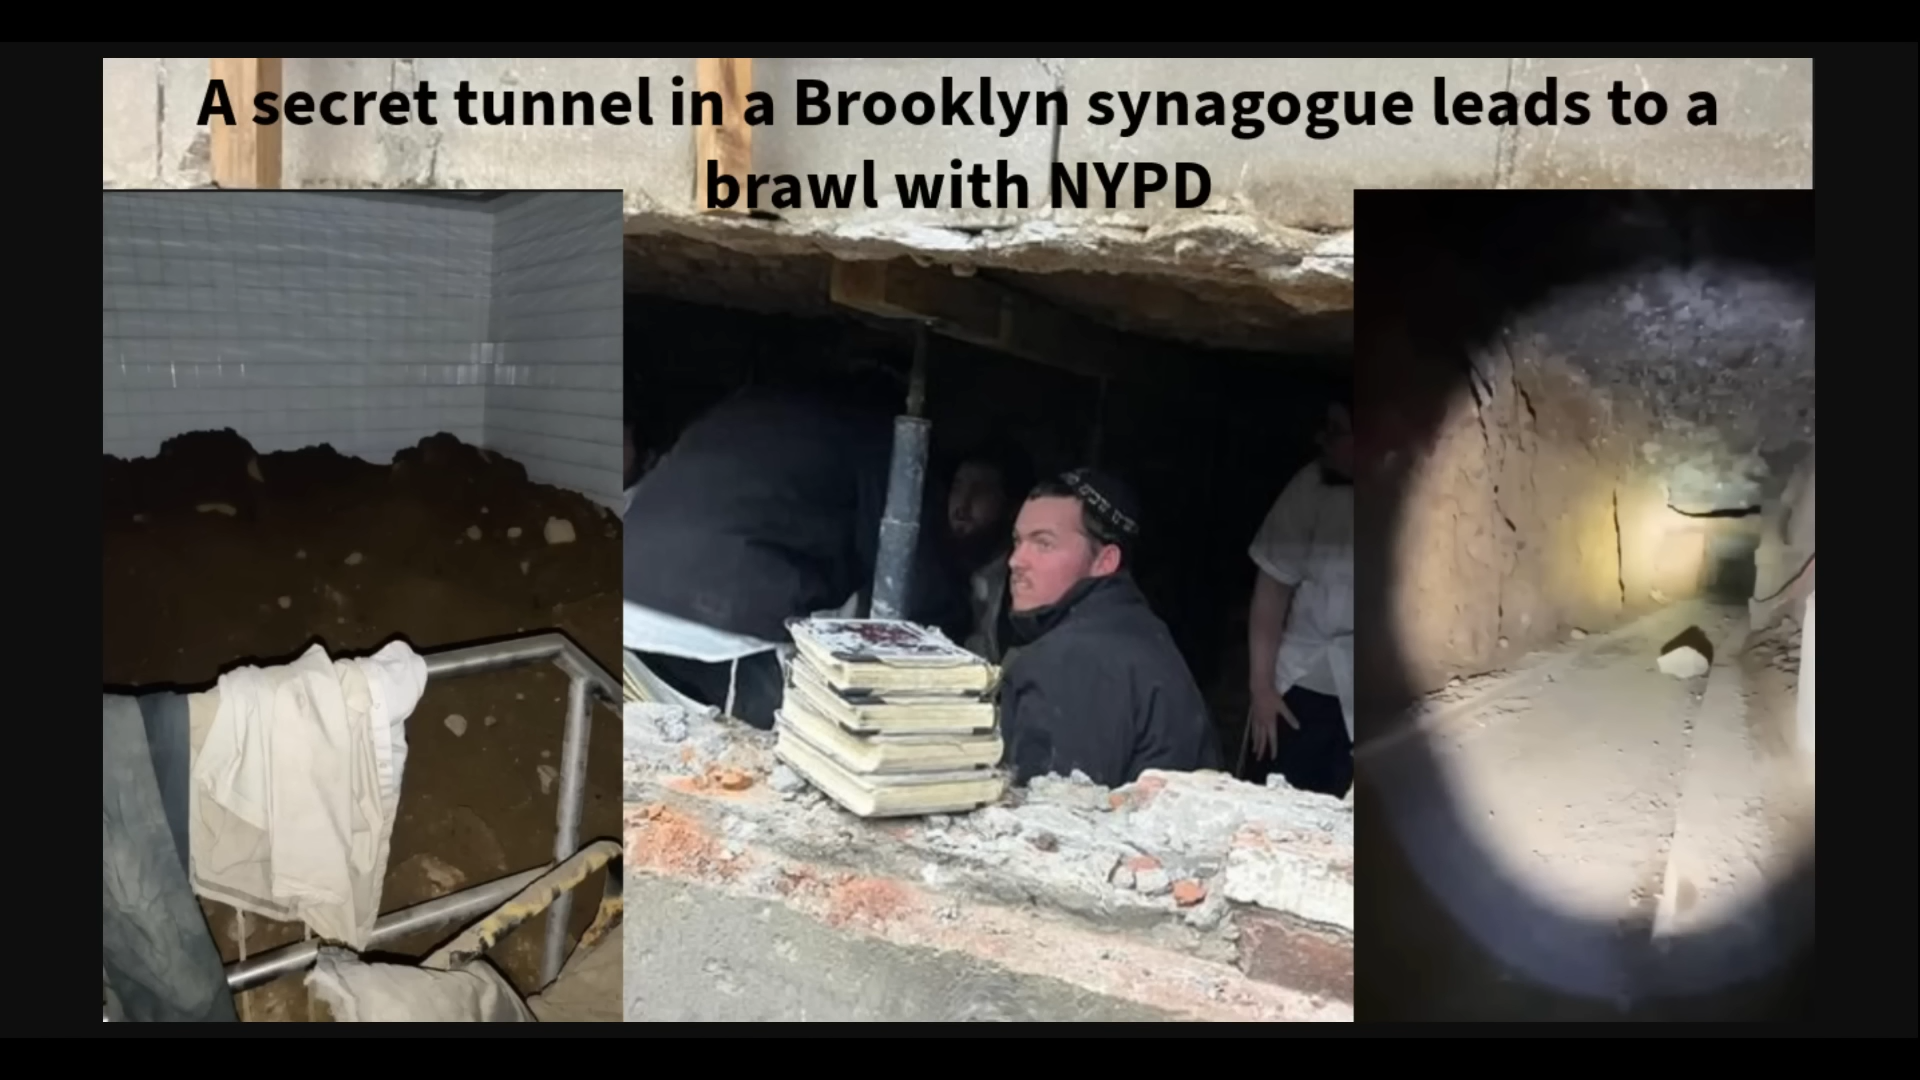 A secret tunnel in a Brooklyn synagogue leads to a
brawl with NYPD